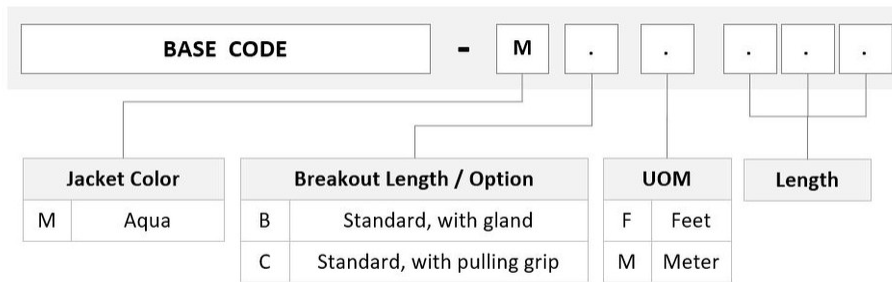 BASE CODE - M . . . . .
Jacket Color Breakout Length / Option UOM Length
M Aqua B Standard, with gland F Feet
C Standard, with pulling grip M Meter